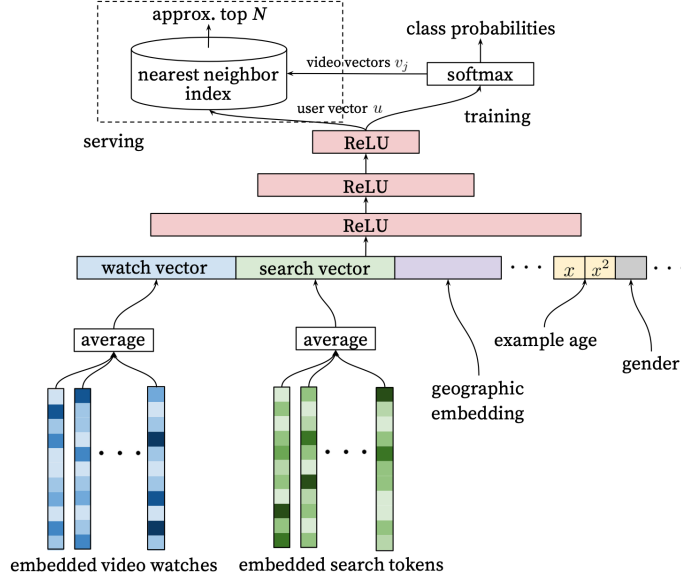 approx. top N
class probabilities
nearest neighbor
index
video vectors v_j
softmax
user vector u
serving
training
ReLU
ReLU
ReLU
watch vector
search vector
. . .
x
x²
. . .
average
average
example age
gender
geographic
embedding
. . .
. . .
embedded video watches
embedded search tokens